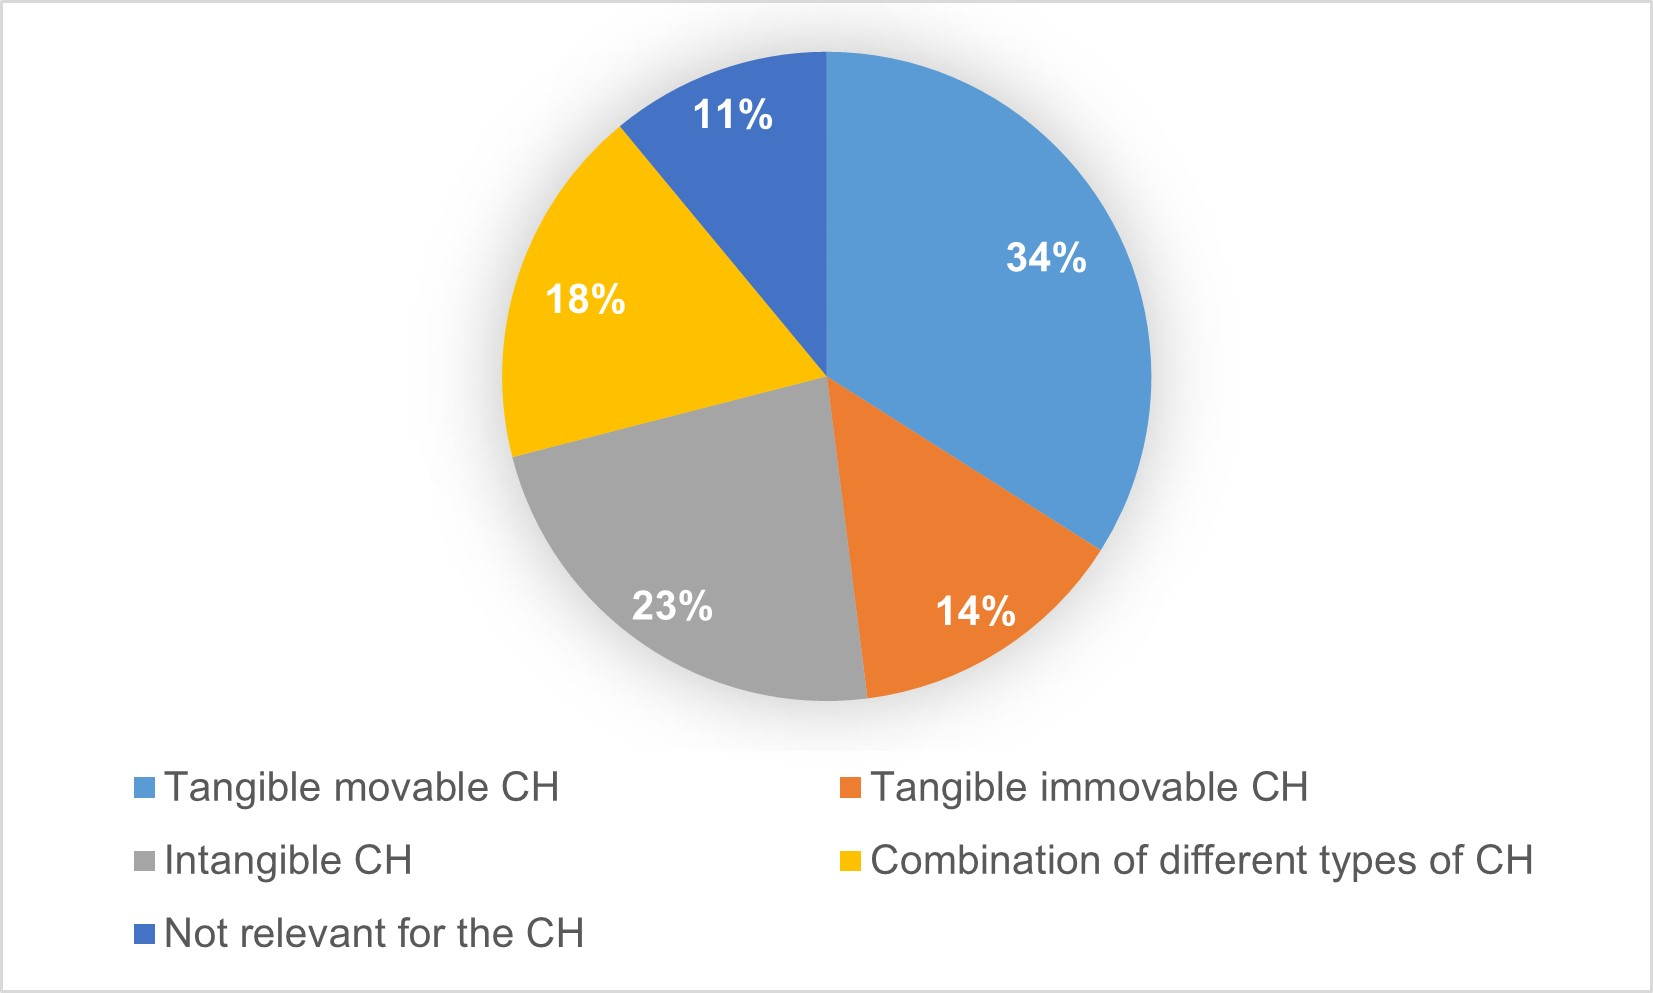 11%
34%
18%
23%
14%
Tangible movable CH
Tangible immovable CH
Intangible CH
Combination of different types of CH
Not relevant for the CH